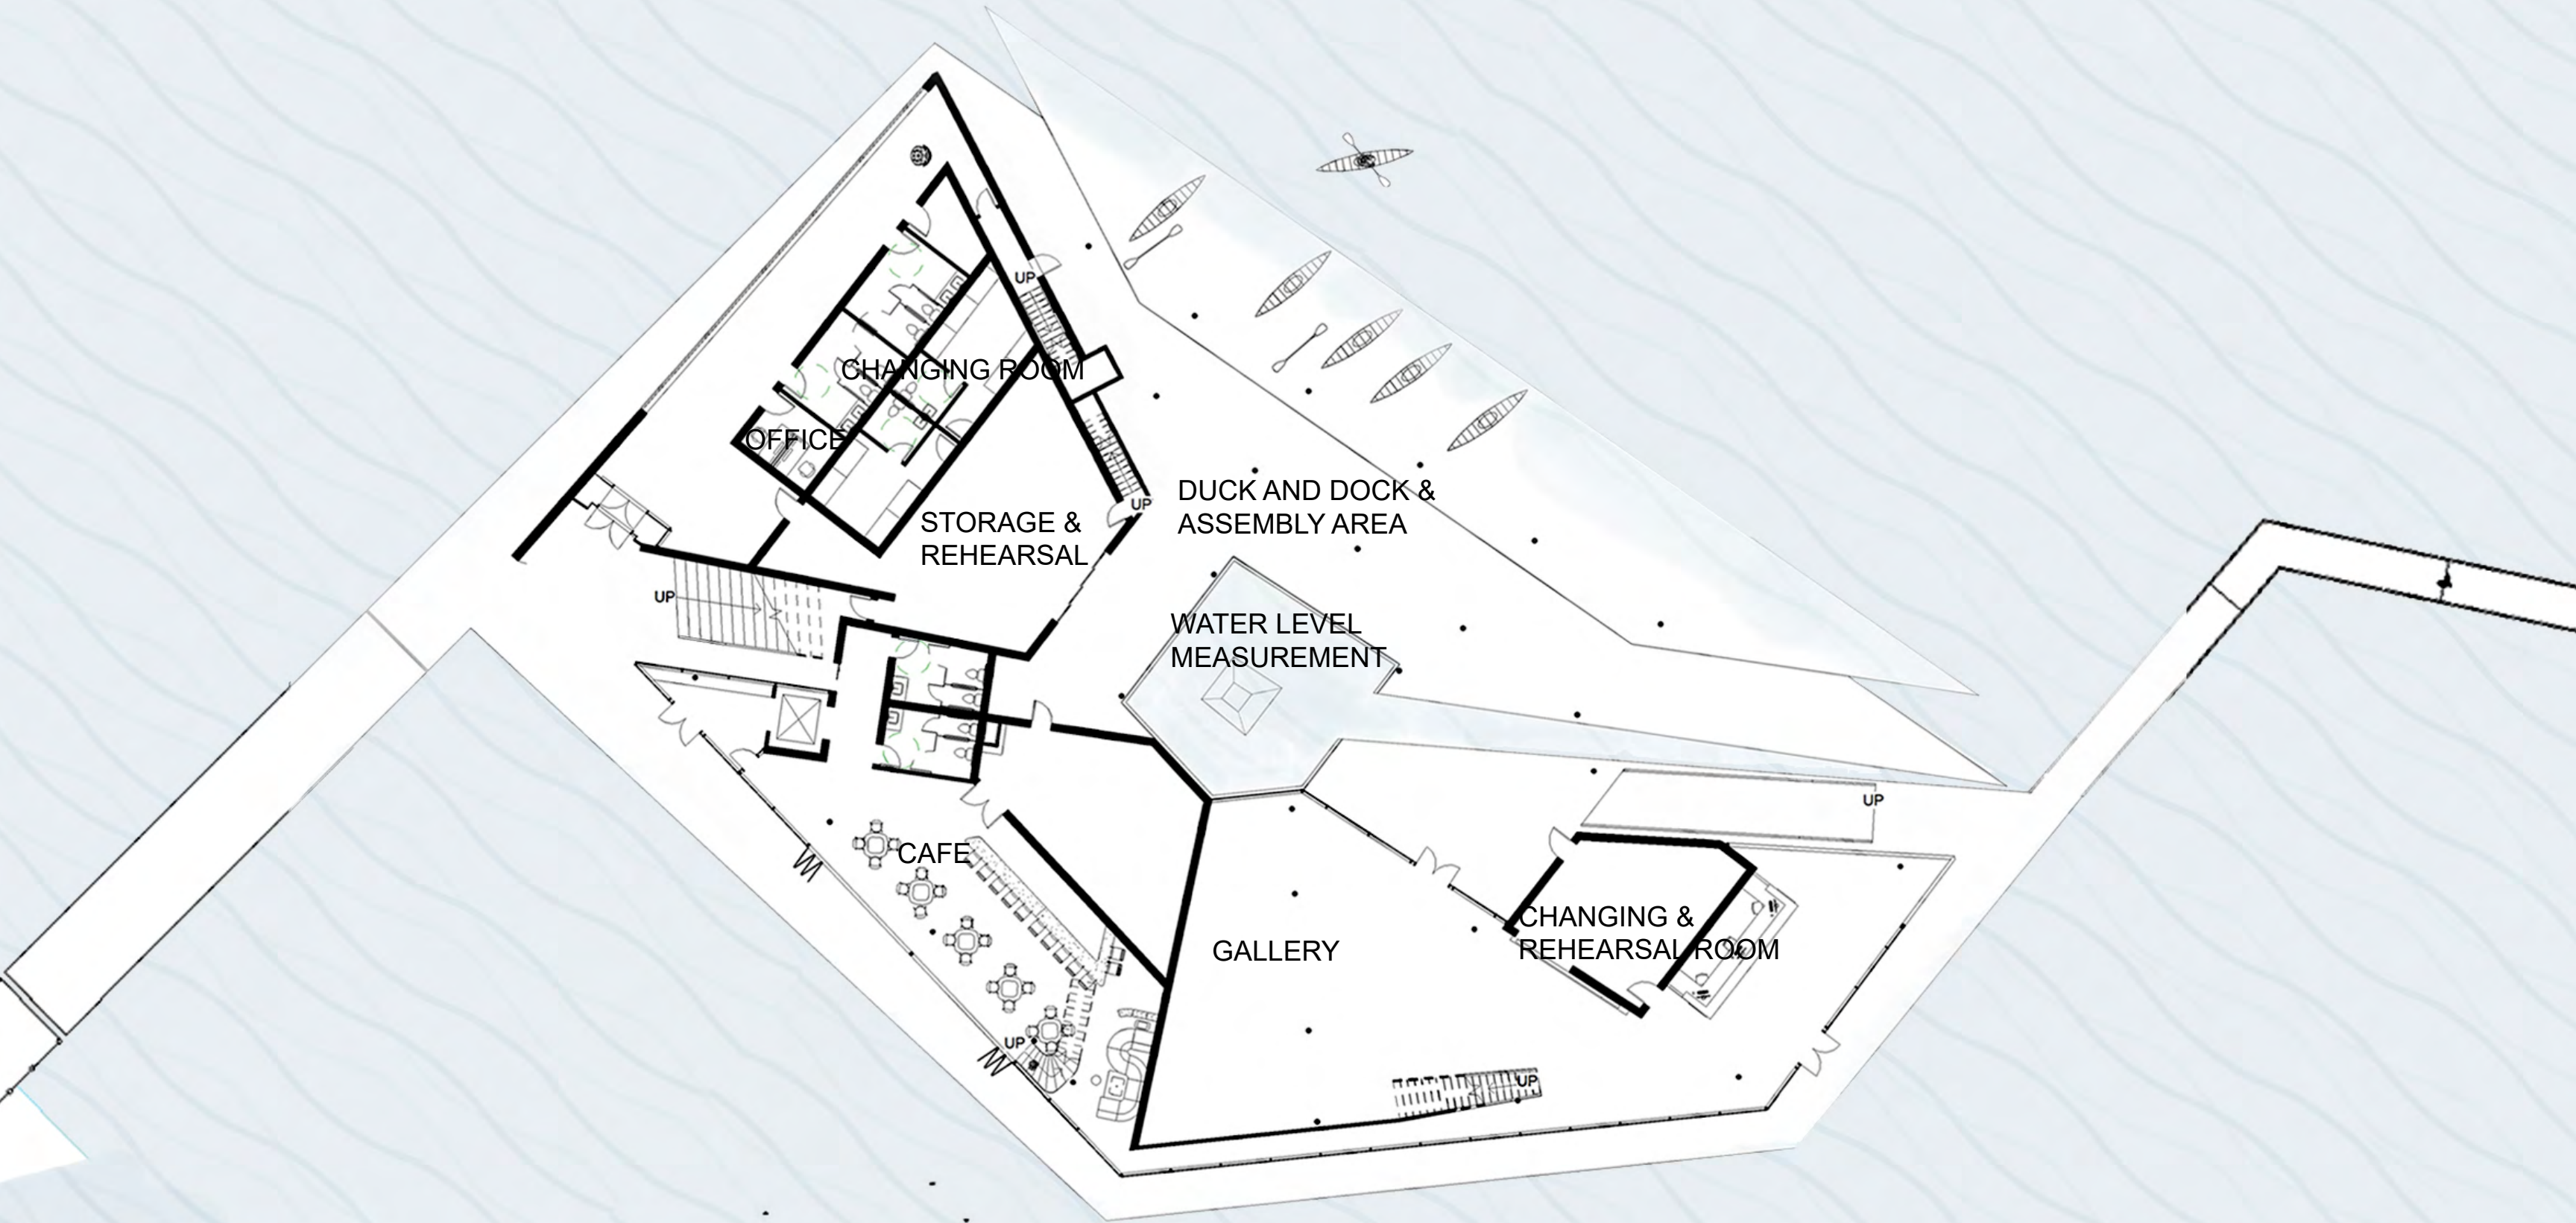 UP
CHANGING ROOM
OFFICE
UP
DUCK AND DOCK &
ASSEMBLY AREA
STORAGE &
REHEARSAL
UP
WATER LEVEL
MEASUREMENT
UP
CAFE
CHANGING &
REHEARSAL ROOM
GALLERY
UP
UP